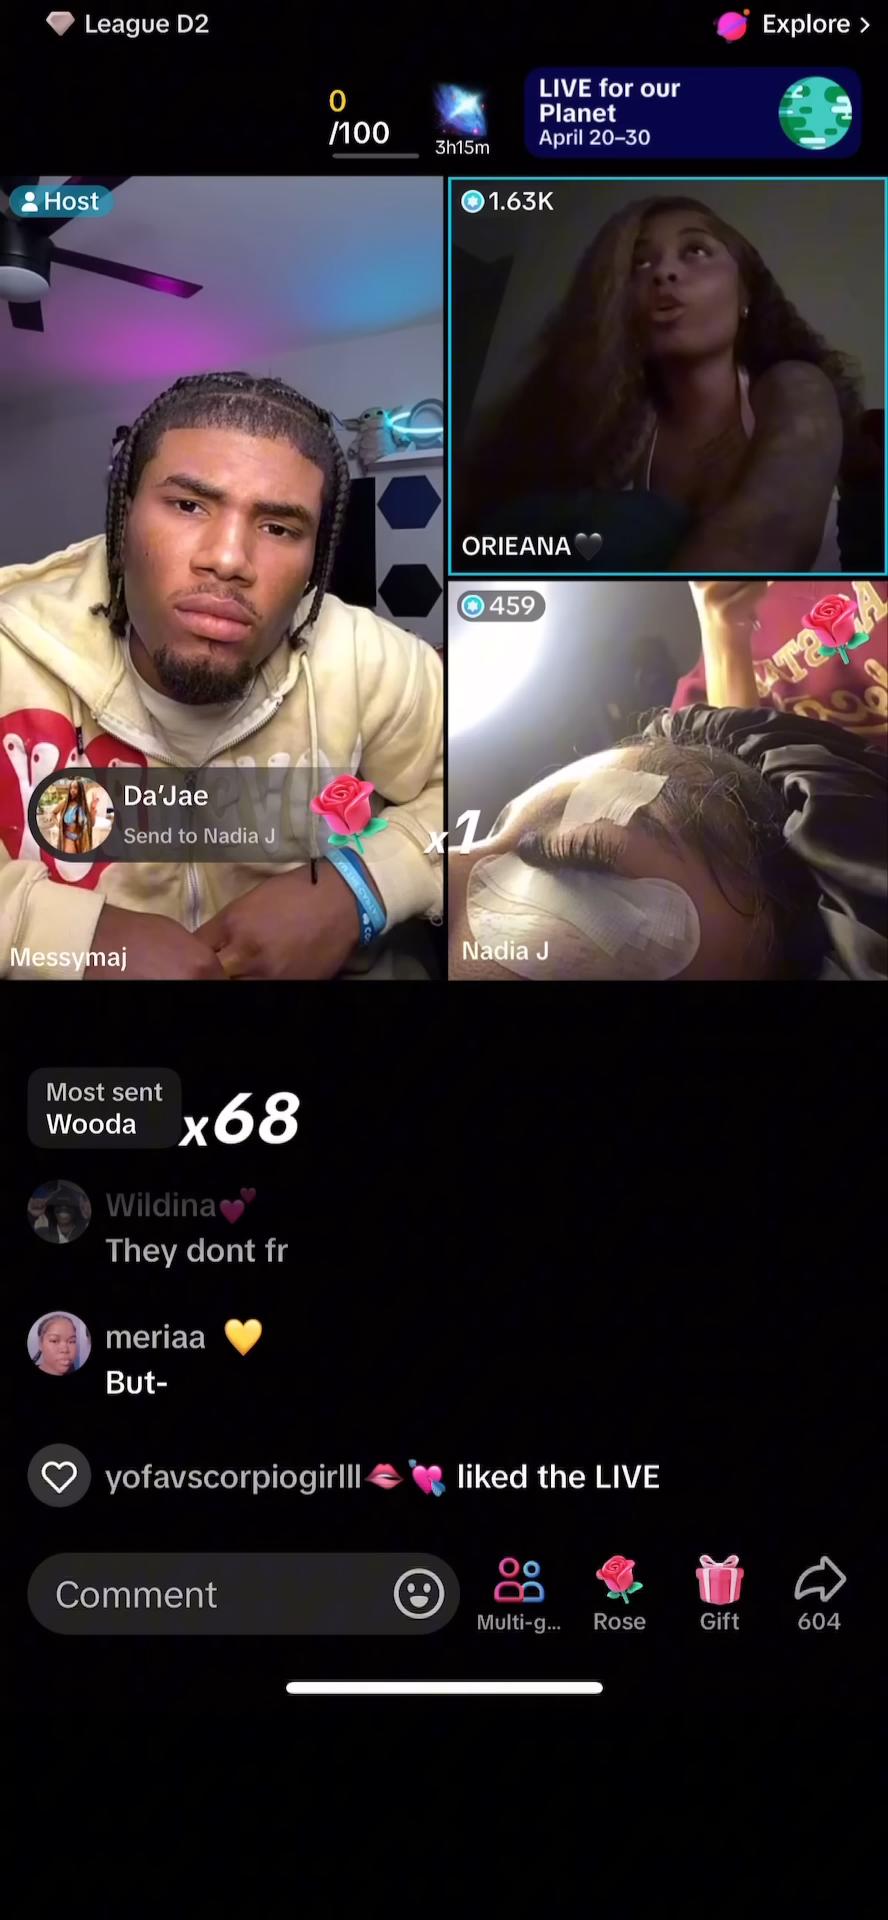 League D2
Explore >
0
/100
3h15m
LIVE for our
Planet
April 20–30
Host
1.63K
ORIEANA🖤
459
Da’Jae
Send to Nadia J
x1
Messymaj
Nadia J
Most sent
Wooda
x68
Wildina💕
They dont fr
meriaa 💛
But-
yofavscorpiogirlll🫦💘 liked the LIVE
Comment
Multi-g...
Rose
Gift
604